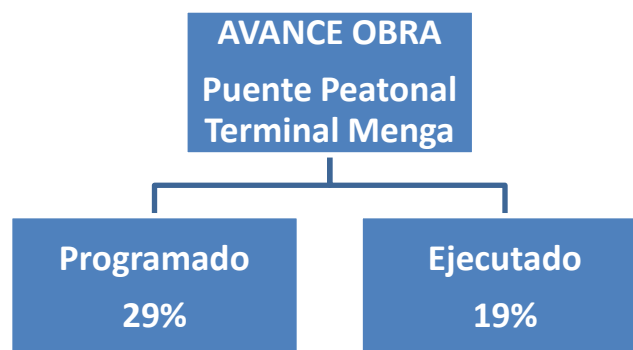 AVANCE OBRA
Puente Peatonal
Terminal Menga
Programado
29%
Ejecutado
19%